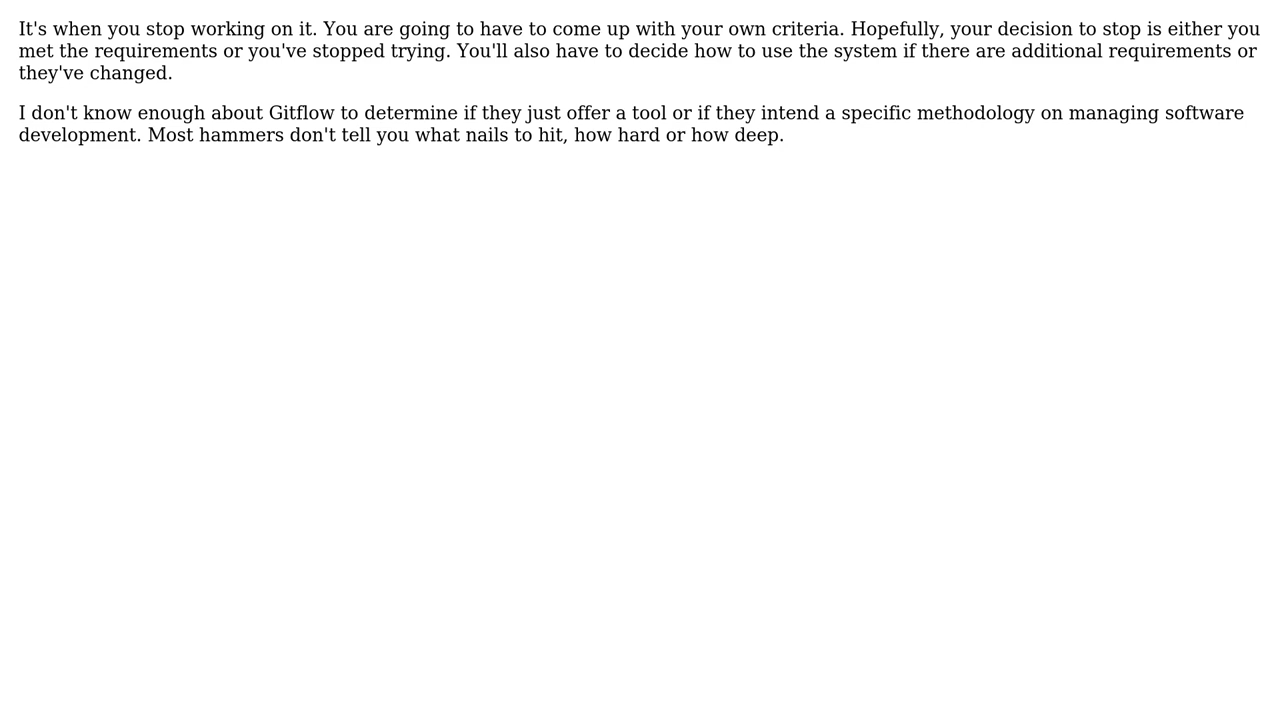 It's when you stop working on it. You are going to have to come up with your own criteria. Hopefully, your decision to stop is either you
met the requirements or you've stopped trying. You'll also have to decide how to use the system if there are additional requirements or
they've changed.
I don't know enough about Gitflow to determine if they just offer a tool or if they intend a specific methodology on managing software
development. Most hammers don't tell you what nails to hit, how hard or how deep.